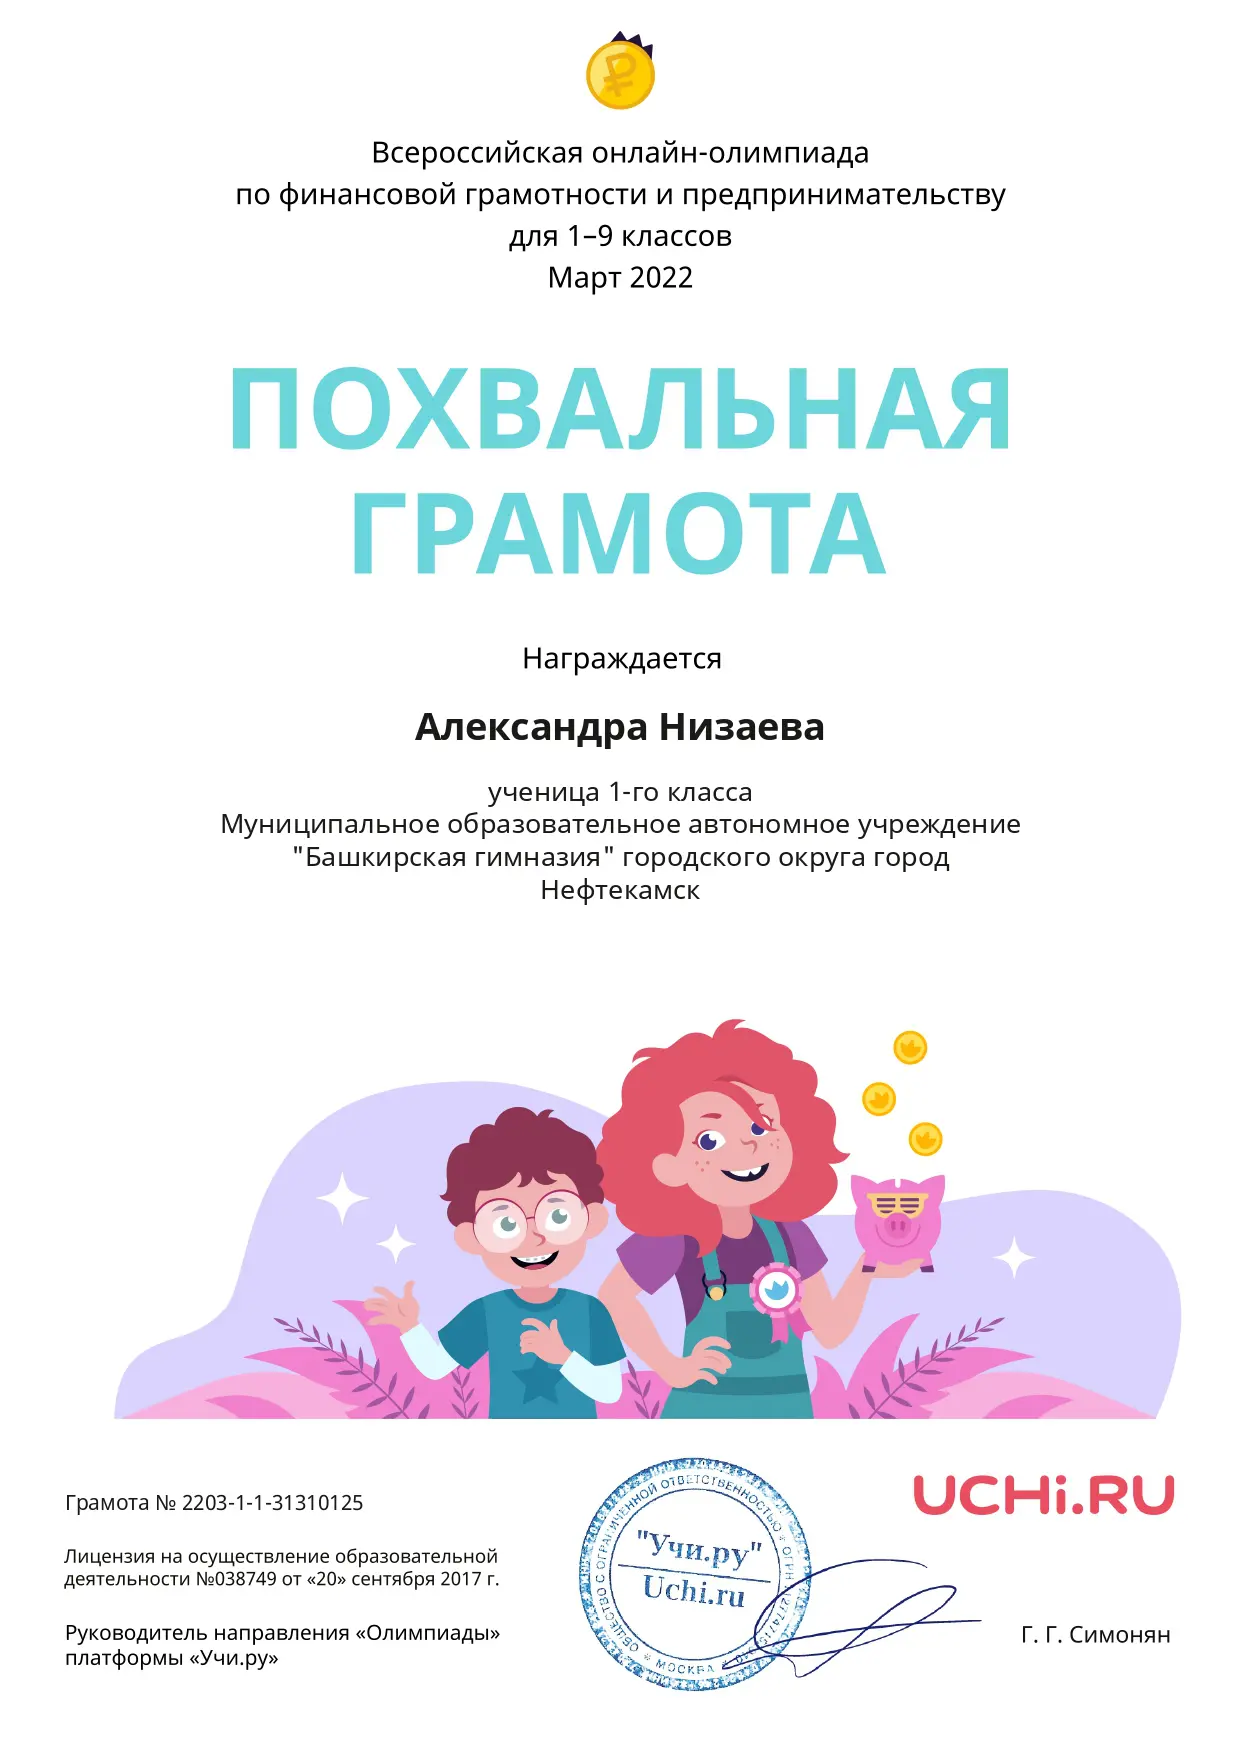 Всероссийская онлайн-олимпиада
по финансовой грамотности и предпринимательству
для 1–9 классов
Март 2022
ПОХВАЛЬНАЯ
ГРАМОТА
Награждается
Александра Низаева
ученица 1-го класса
Муниципальное образовательное автономное учреждение
"Башкирская гимназия" городского округа город
Нефтекамск
Грамота № 2203-1-1-31310125
Лицензия на осуществление образовательной
деятельности №038749 от «20» сентября 2017 г.
Руководитель направления «Олимпиады»
платформы «Учи.ру»
ОБЩЕСТВО С ОГРАНИЧЕННОЙ ОТВЕТСТВЕННОСТЬЮ * ОГРН
* МОСКВА *
"Учи.ру"
Uchi.ru
UCHi.RU
Г. Г. Симонян